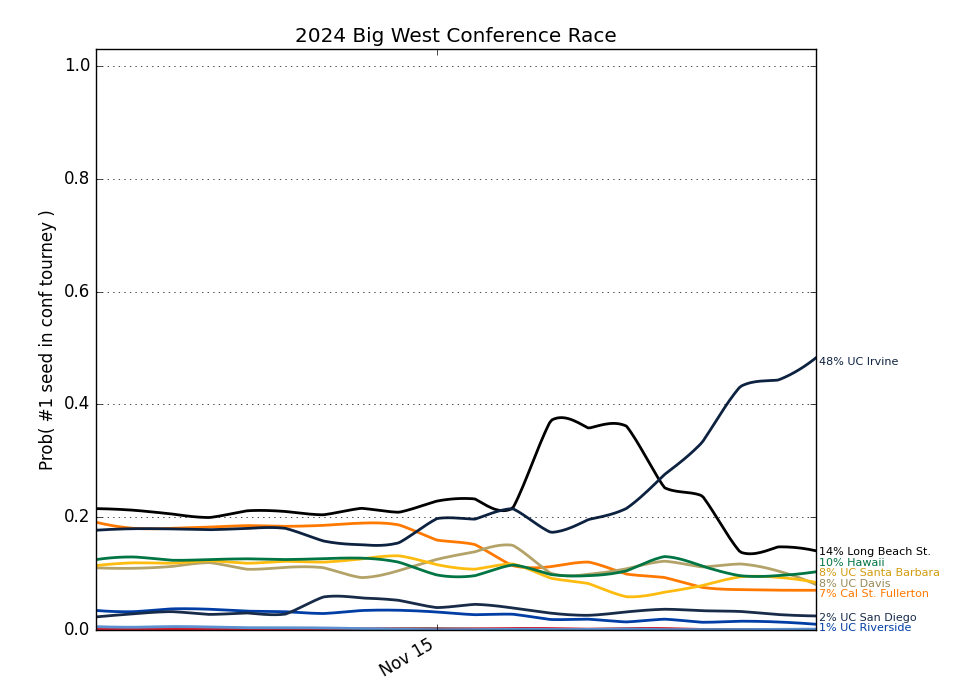 2024 Big West Conference Race
Prob( #1 seed in conf tourney )
1.0
0.8
0.6
0.4
0.2
0.0
Nov 15
48% UC Irvine
14% Long Beach St.
10% Hawaii
8% UC Santa Barbara
8% UC Davis
7% Cal St. Fullerton
2% UC San Diego
1% UC Riverside